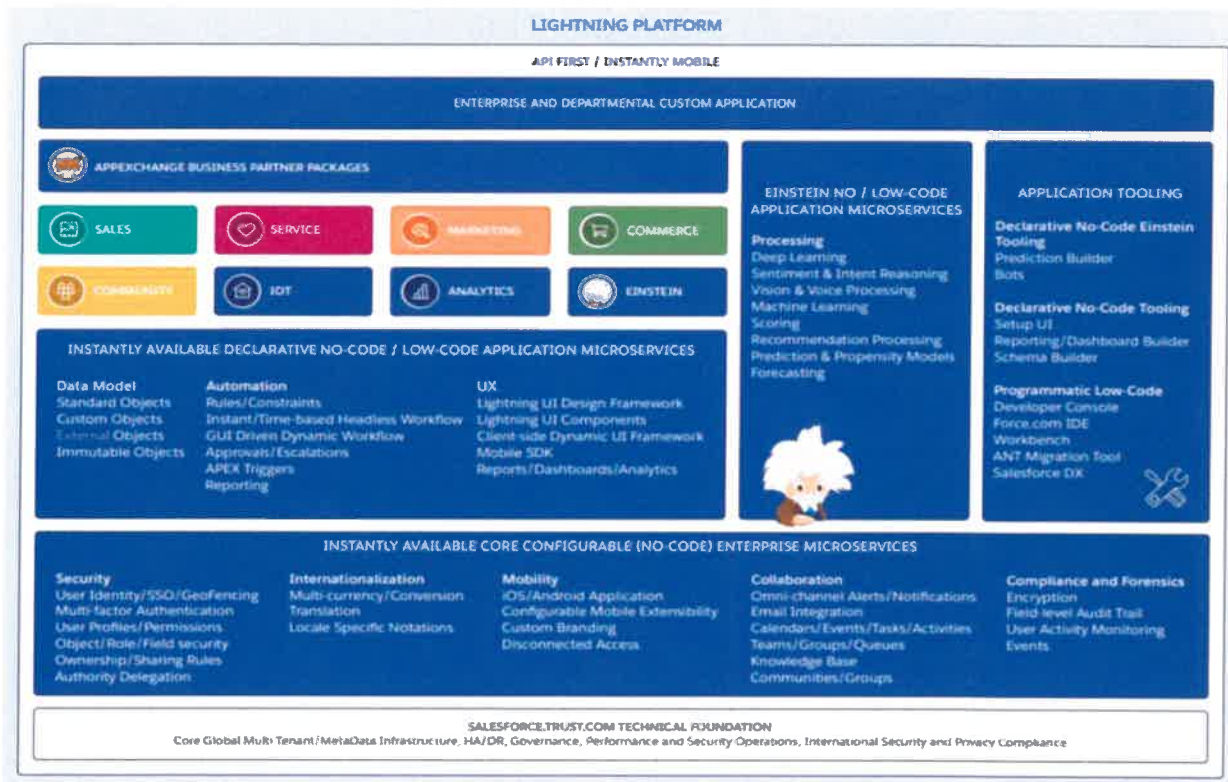 LIGHTNING PLATFORM
API FIRST / INSTANTLY MOBILE
ENTERPRISE AND DEPARTMENTAL CUSTOM APPLICATION
APPEXCHANGE BUSINESS PARTNER PACKAGES
SALES
SERVICE
MARKETING
COMMERCE
COMMUNITY
IOT
ANALYTICS
EINSTEIN
INSTANTLY AVAILABLE DECLARATIVE NO-CODE / LOW-CODE APPLICATION MICROSERVICES
Data Model
Standard Objects
Custom Objects
External Objects
Immutable Objects
Automation
Rules/Constraints
Instant/Time-based Headless Workflow
GUI Driven Dynamic Workflow
Approvals/Escalations
APEX Triggers
Reporting
UX
Lightning UI Design Framework
Lightning UI Components
Client-side Dynamic UI Framework
Mobile SDK
Reports/Dashboards/Analytics
EINSTEIN NO / LOW-CODE
APPLICATION MICROSERVICES
Processing
Deep Learning
Sentiment & Intent Reasoning
Vision & Voice Processing
Machine Learning
Scoring
Recommendation Processing
Prediction & Propensity Models
Forecasting
APPLICATION TOOLING
Declarative No-Code Einstein
Tooling
Prediction Builder
Bots
Declarative No-Code Tooling
Setup UI
Reporting/Dashboard Builder
Schema Builder
Programmatic Low-Code
Developer Console
Force.com IDE
Workbench
ANT Migration Tool
Salesforce DX
INSTANTLY AVAILABLE CORE CONFIGURABLE (NO-CODE) ENTERPRISE MICROSERVICES
Security
User Identity/SSO/GeoFencing
Multi-factor Authentication
User Profiles/Permissions
Object/Role/Field security
Ownership/Sharing Rules
Authority Delegation
Internationalization
Multi-currency/Conversion
Translation
Locale Specific Notations
Mobility
iOS/Android Application
Configurable Mobile Extensibility
Custom Branding
Disconnected Access
Collaboration
Omni-channel Alerts/Notifications
Email Integration
Calendars/Events/Tasks/Activities
Teams/Groups/Queues
Knowledge Base
Communities/Groups
Compliance and Forensics
Encryption
Field-level Audit Trail
User Activity Monitoring
Events
SALESFORCE.TRUST.COM TECHNICAL FOUNDATION
Core Global Multi Tenant/MetaData Infrastructure, HA/DR, Governance, Performance and Security Operations, International Security and Privacy Compliance